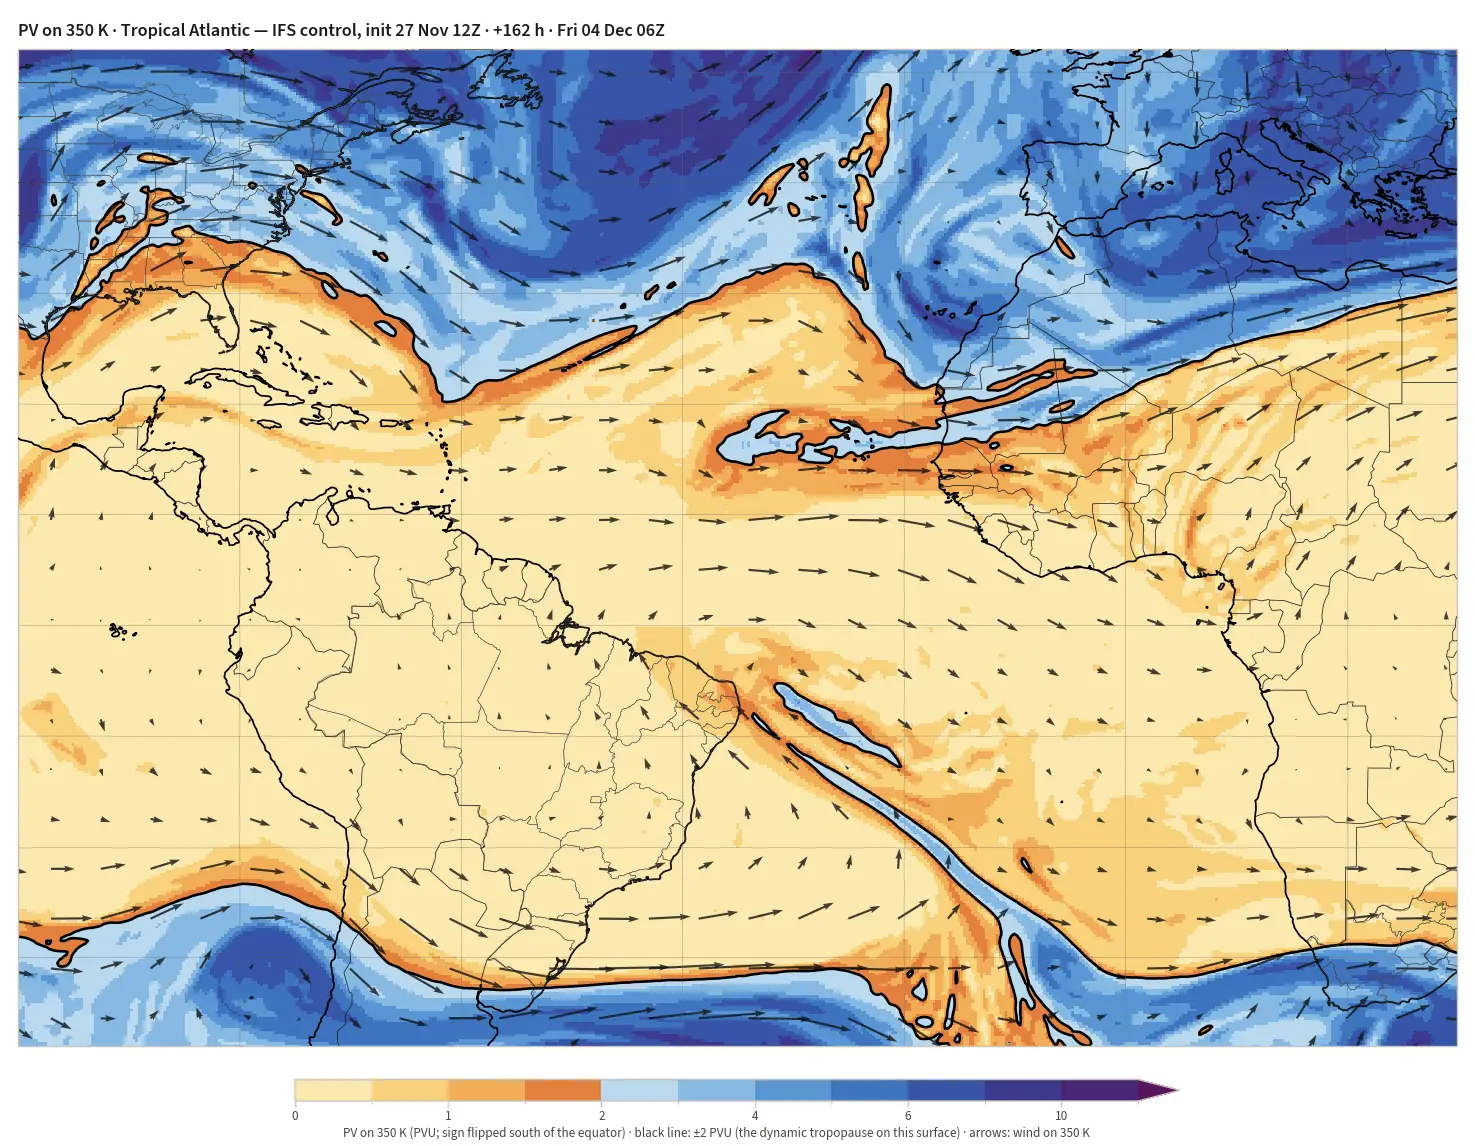 PV on 350 K · Tropical Atlantic — IFS control, init 27 Nov 12Z · +162 h · Fri 04 Dec 06Z
0 1 2 4 6 10
PV on 350 K (PVU; sign flipped south of the equator) · black line: ±2 PVU (the dynamic tropopause on this surface) · arrows: wind on 350 K